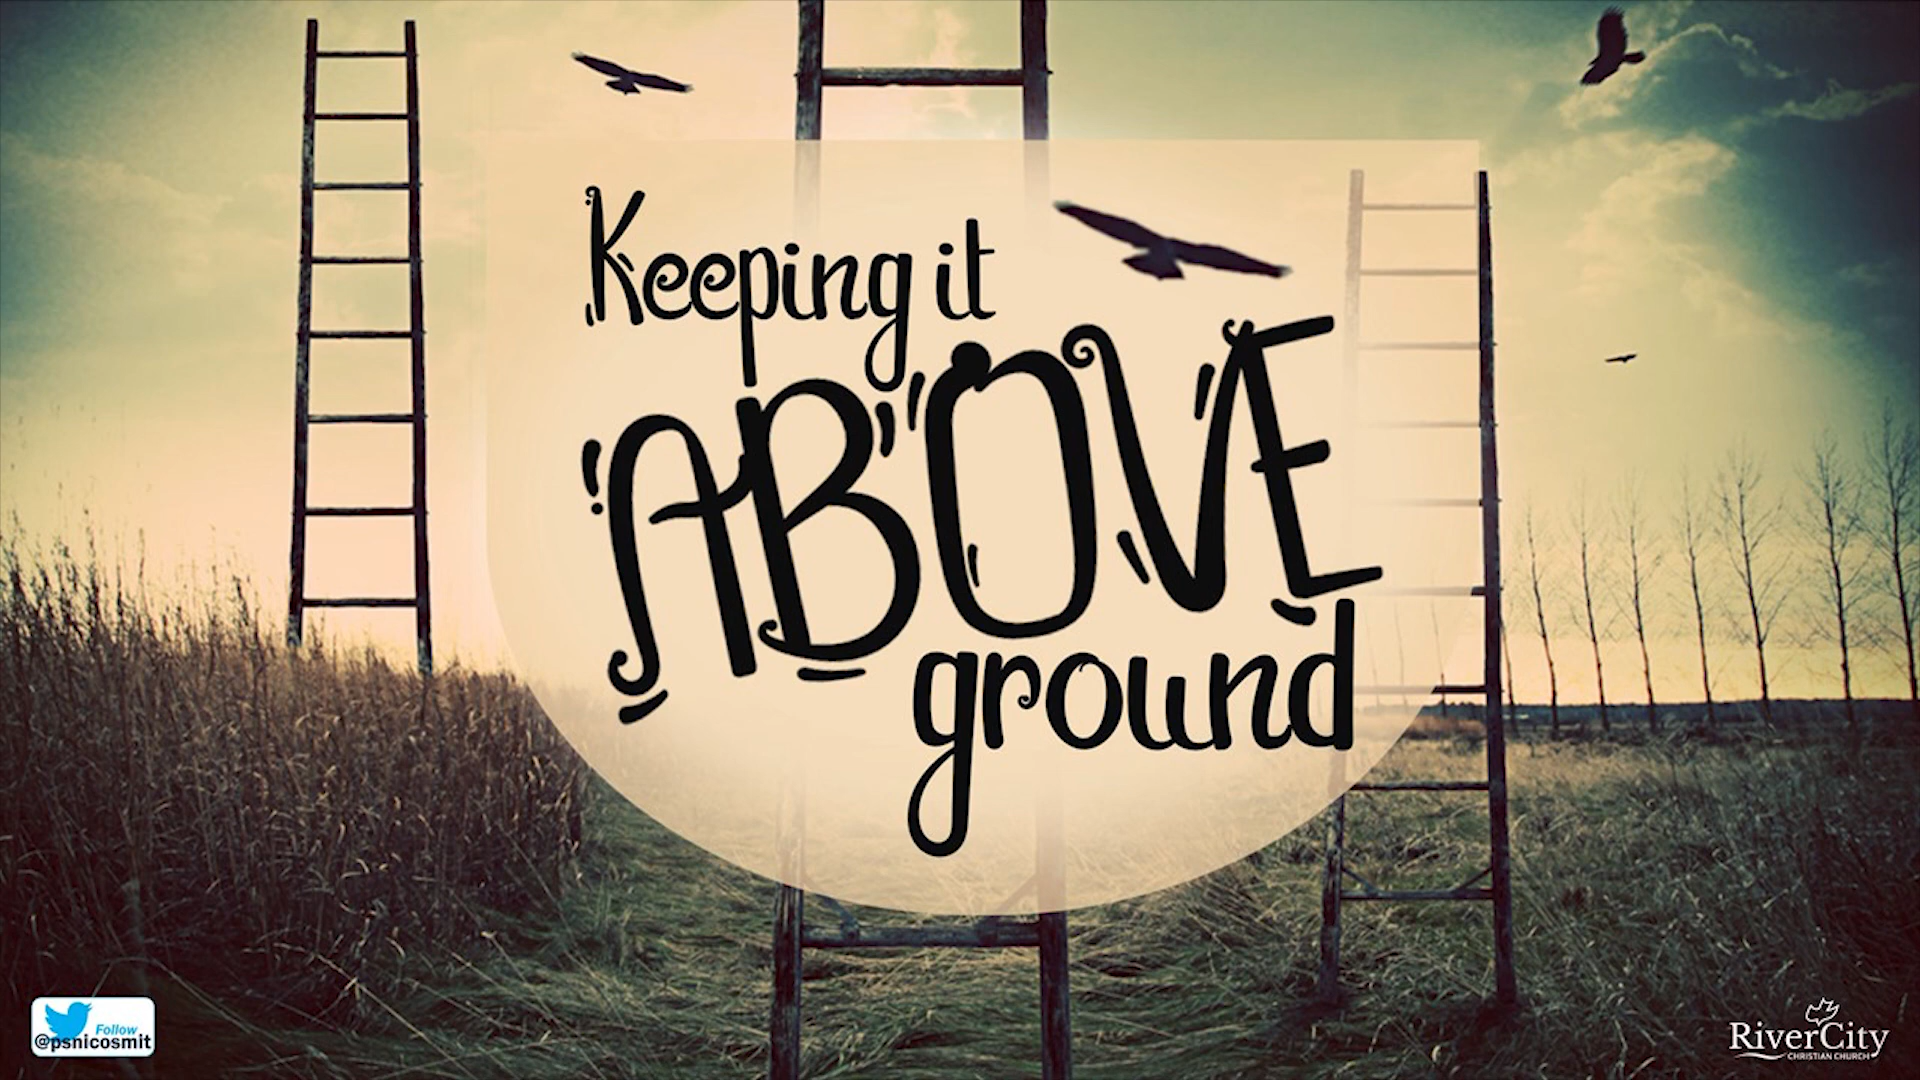 Keeping it
ABOVE
ground
Follow
@psnicosmit
RiverCity
CHRISTIAN CHURCH